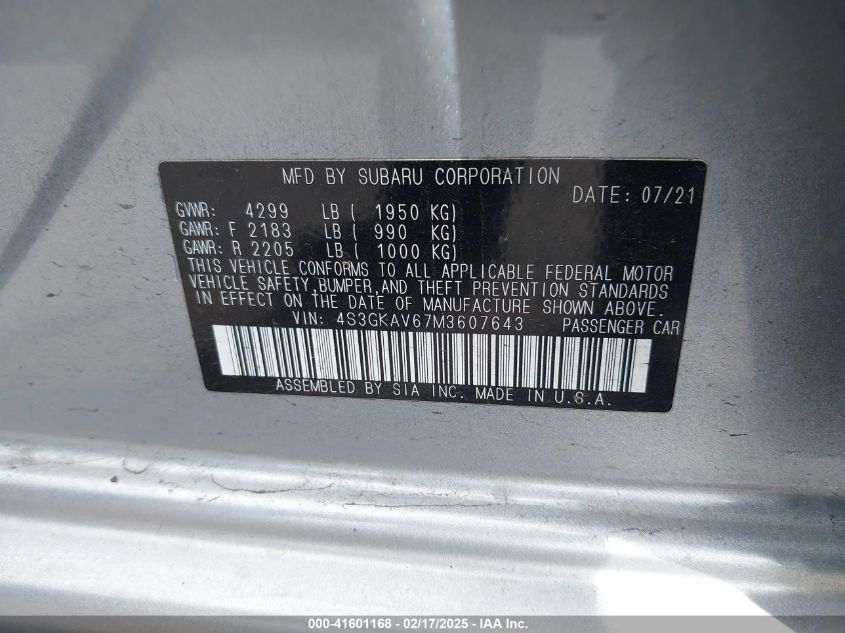 MFD BY SUBARU CORPORATION
DATE: 07/21
GVWR: 4299 LB ( 1950 KG)
GAWR: F 2183 LB ( 990 KG)
GAWR: R 2205 LB ( 1000 KG)
THIS VEHICLE CONFORMS TO ALL APPLICABLE FEDERAL MOTOR
VEHICLE SAFETY, BUMPER, AND THEFT PREVENTION STANDARDS
IN EFFECT ON THE DATE OF MANUFACTURE SHOWN ABOVE.
VIN: 4S3GKAV67M3607643 PASSENGER CAR
ASSEMBLED BY SIA INC. MADE IN U.S.A.
000-41601168 - 02/17/2025 - IAA Inc.